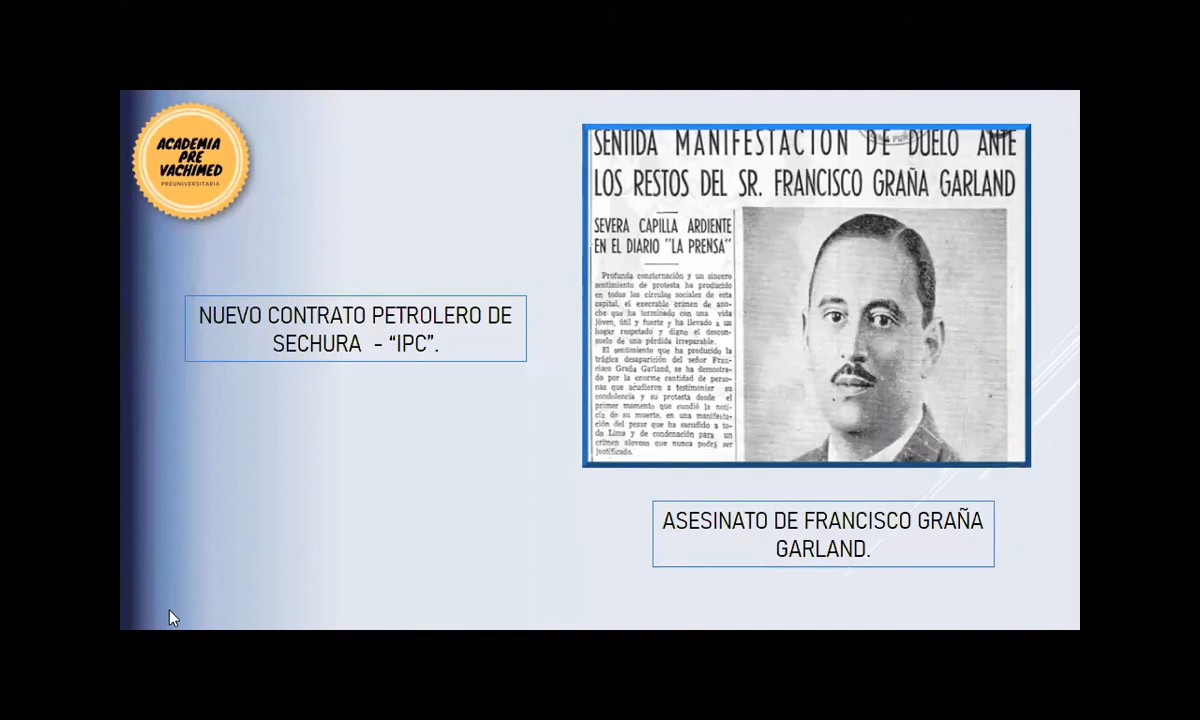 ACADEMIA
PRE
VACHIMED
PREUNIVERSITARIA
NUEVO CONTRATO PETROLERO DE
SECHURA - “IPC”.
SENTIDA MANIFESTACION DE DUELO ANTE
LOS RESTOS DEL SR. FRANCISCO GRAÑA GARLAND
SEVERA CAPILLA ARDIENTE
EN EL DIARIO "LA PRENSA"
Profunda consternación y un sincero
sentimiento de protesta ha producido
en todos los círculos sociales de esta
capital, el execrable crimen de ano-
che que ha terminado con una vida
jóven, útil y fuerte y ha llevado a un
hogar respetado y digno el descon-
suelo de una pérdida irreparable.
El sentimiento que ha producido la
trágica desaparición del señor Fran-
cisco Graña Garland, se ha demostra-
do por la enorme cantidad de perso-
nas que acudieron a testimoniar su
condolencia y su protesta desde el
primer momento que cundió la noti-
cia de su muerte, en una manifesta-
ción del pesar que ha sacudido a to-
do Lima y de condenación para un
crimen alevoso que nunca podrá ser
justificado.
ASESINATO DE FRANCISCO GRAÑA
GARLAND.